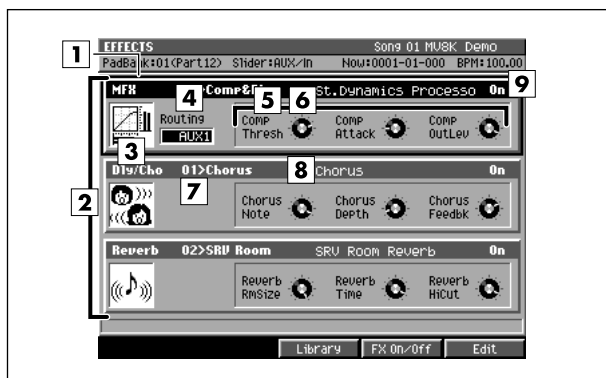 EFFECTS Song 01 MV8K Demo
PadBank:01(Part12) Slider:AUX/In Now:0001-01-000 BPM:100.00
1
9
MFX St.Dynamics Processo On
4 5 6
Routing
AUX1
Comp Thresh
Comp Attack
Comp OutLev
3
Dly/Cho 01>Chorus Chorus On
2
7
8
Chorus Note
Chorus Depth
Chorus Feedbk
Reverb 02>SRV Room SRV Room Reverb On
Reverb RmSize
Reverb Time
Reverb HiCut
Library FX On/Off Edit